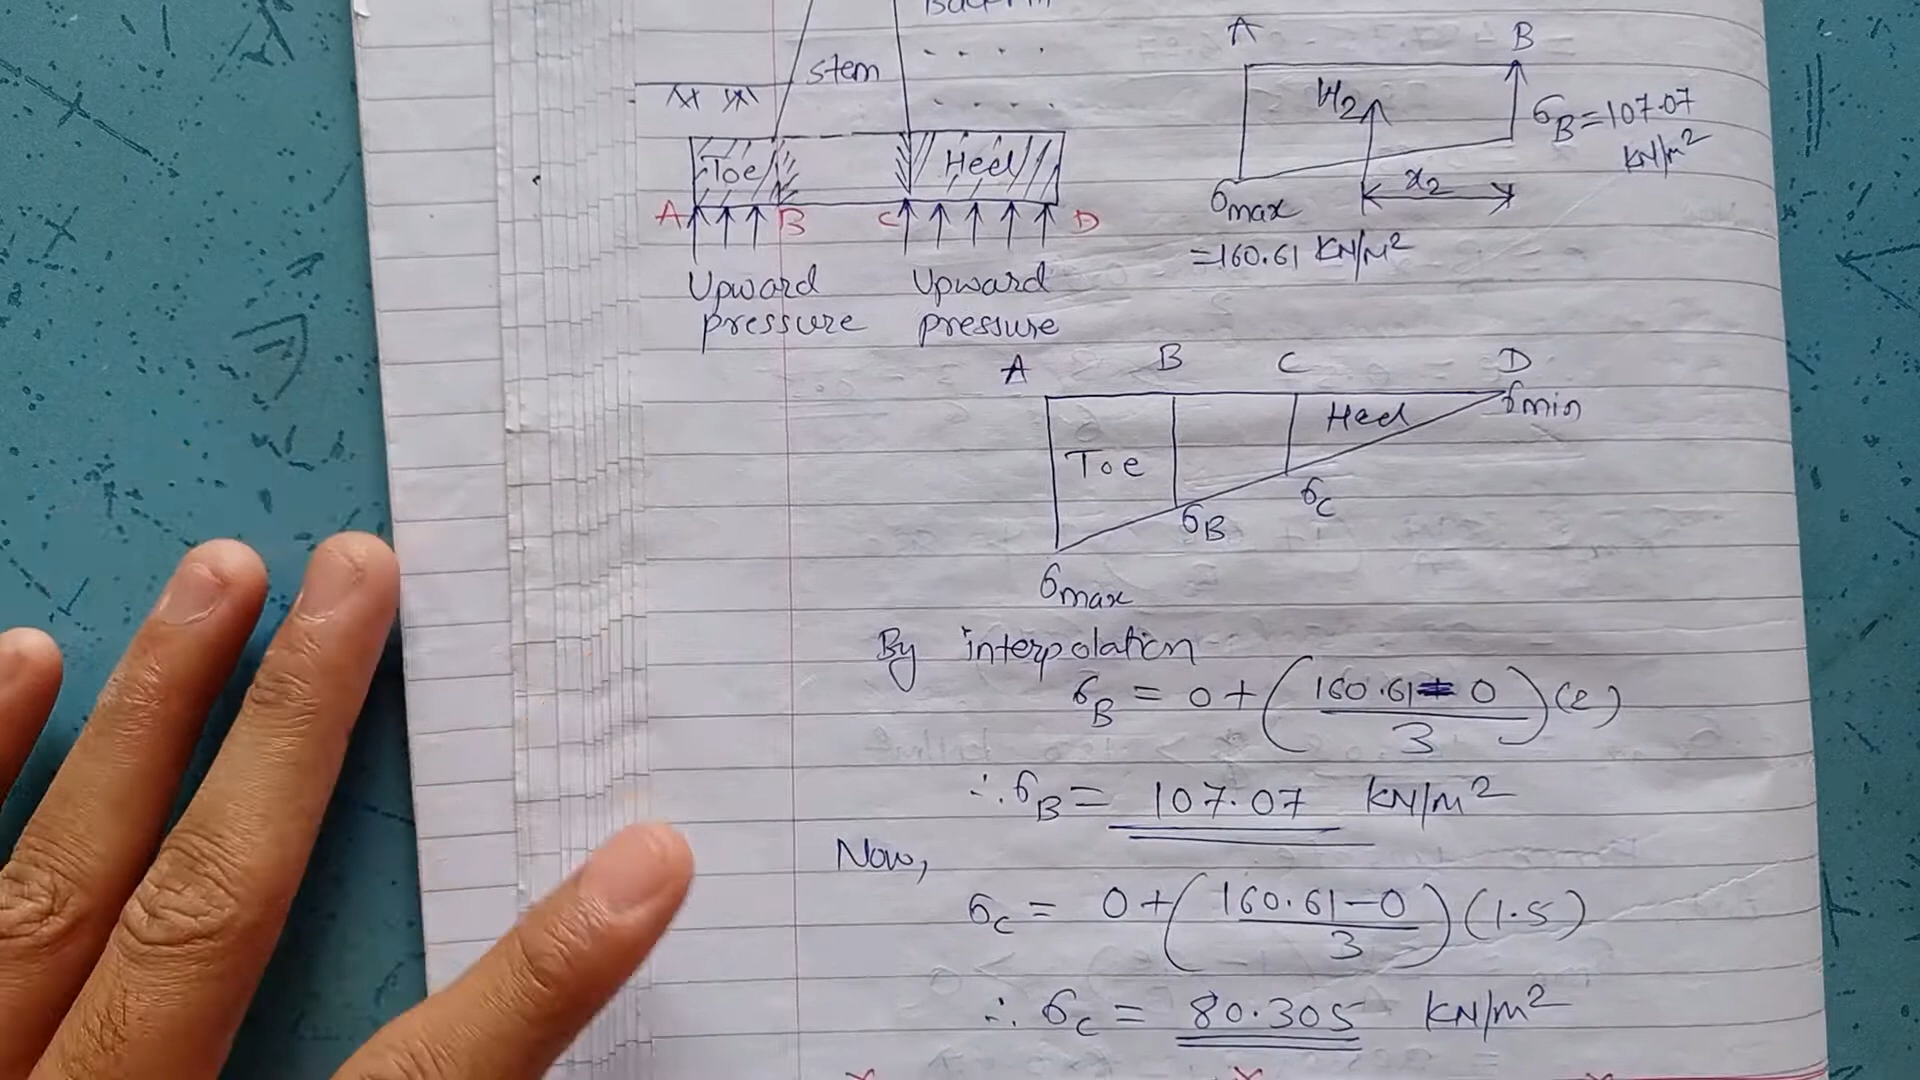 stem
A
B
W2
σB = 107.07
KN/m²
Toe
Heel
x2
A
B
C
D
σmax
= 160.61 KN/M²
Upward
pressure
Upward
pressure
A
B
C
D
σmin
Heel
Toe
σC
σB
σmax
By interpolation
σB = 0 + (160.61 - 0 / 3) (2)
∴ σB = 107.07 KN/m²
Now,
σC = 0 + (160.61 - 0 / 3) (1.5)
∴ σC = 80.305 KN/m²